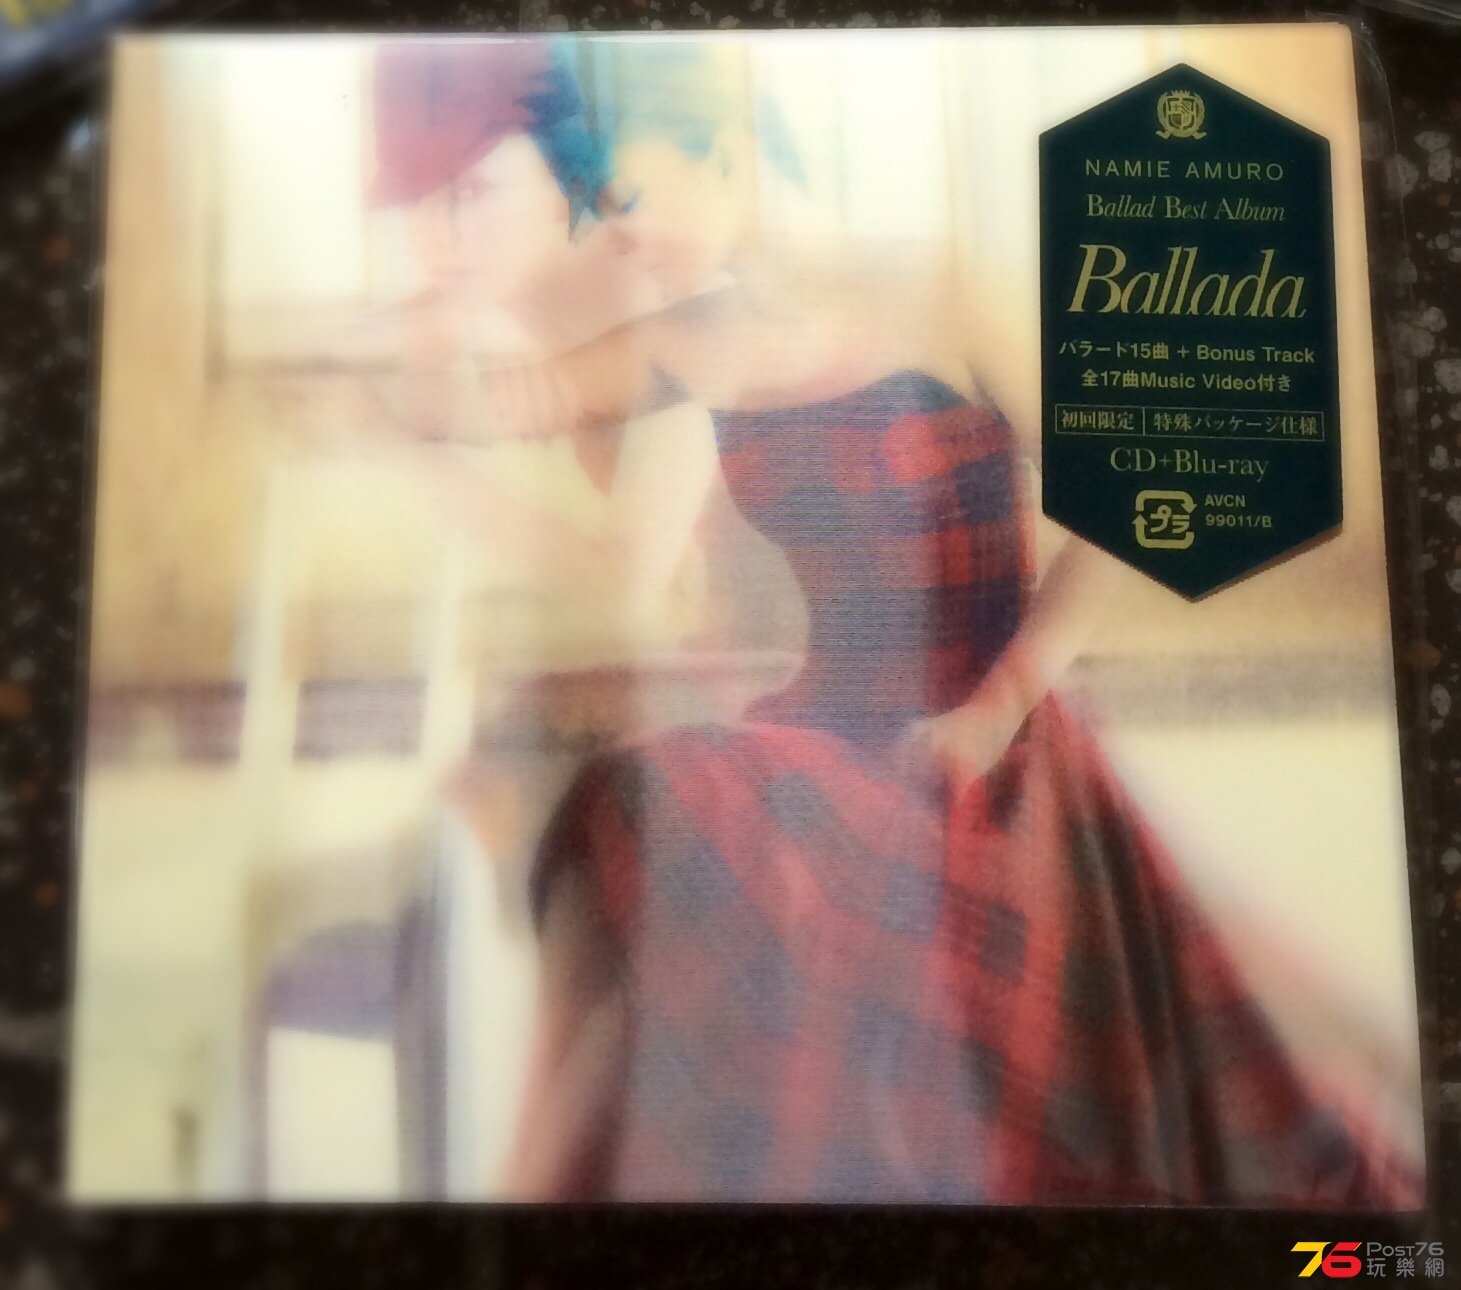 NAMIE AMURO
Ballad Best Album
Ballada
バラード15曲 + Bonus Track
全17曲Music Video付き
初回限定 特殊パッケージ仕様
CD+Blu-ray
プラ
AVCN
99011/B
76 Post76
玩樂網